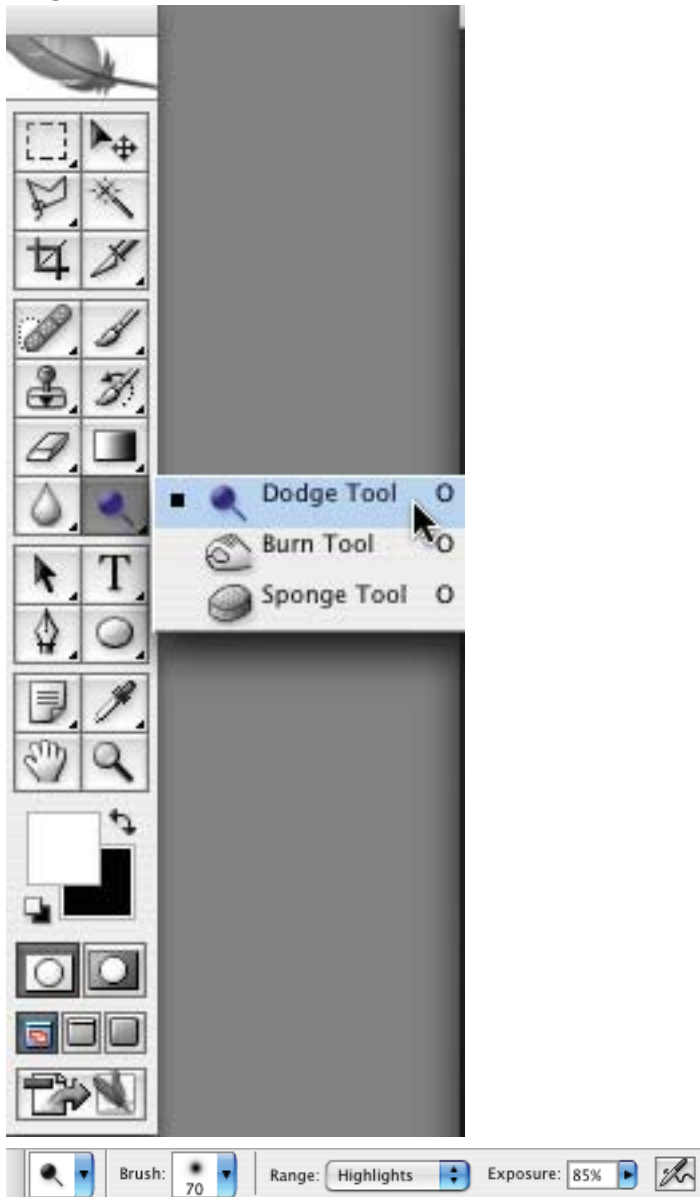 T
Dodge Tool O
Burn Tool O
Sponge Tool O
Brush: 70 Range: Highlights Exposure: 85%